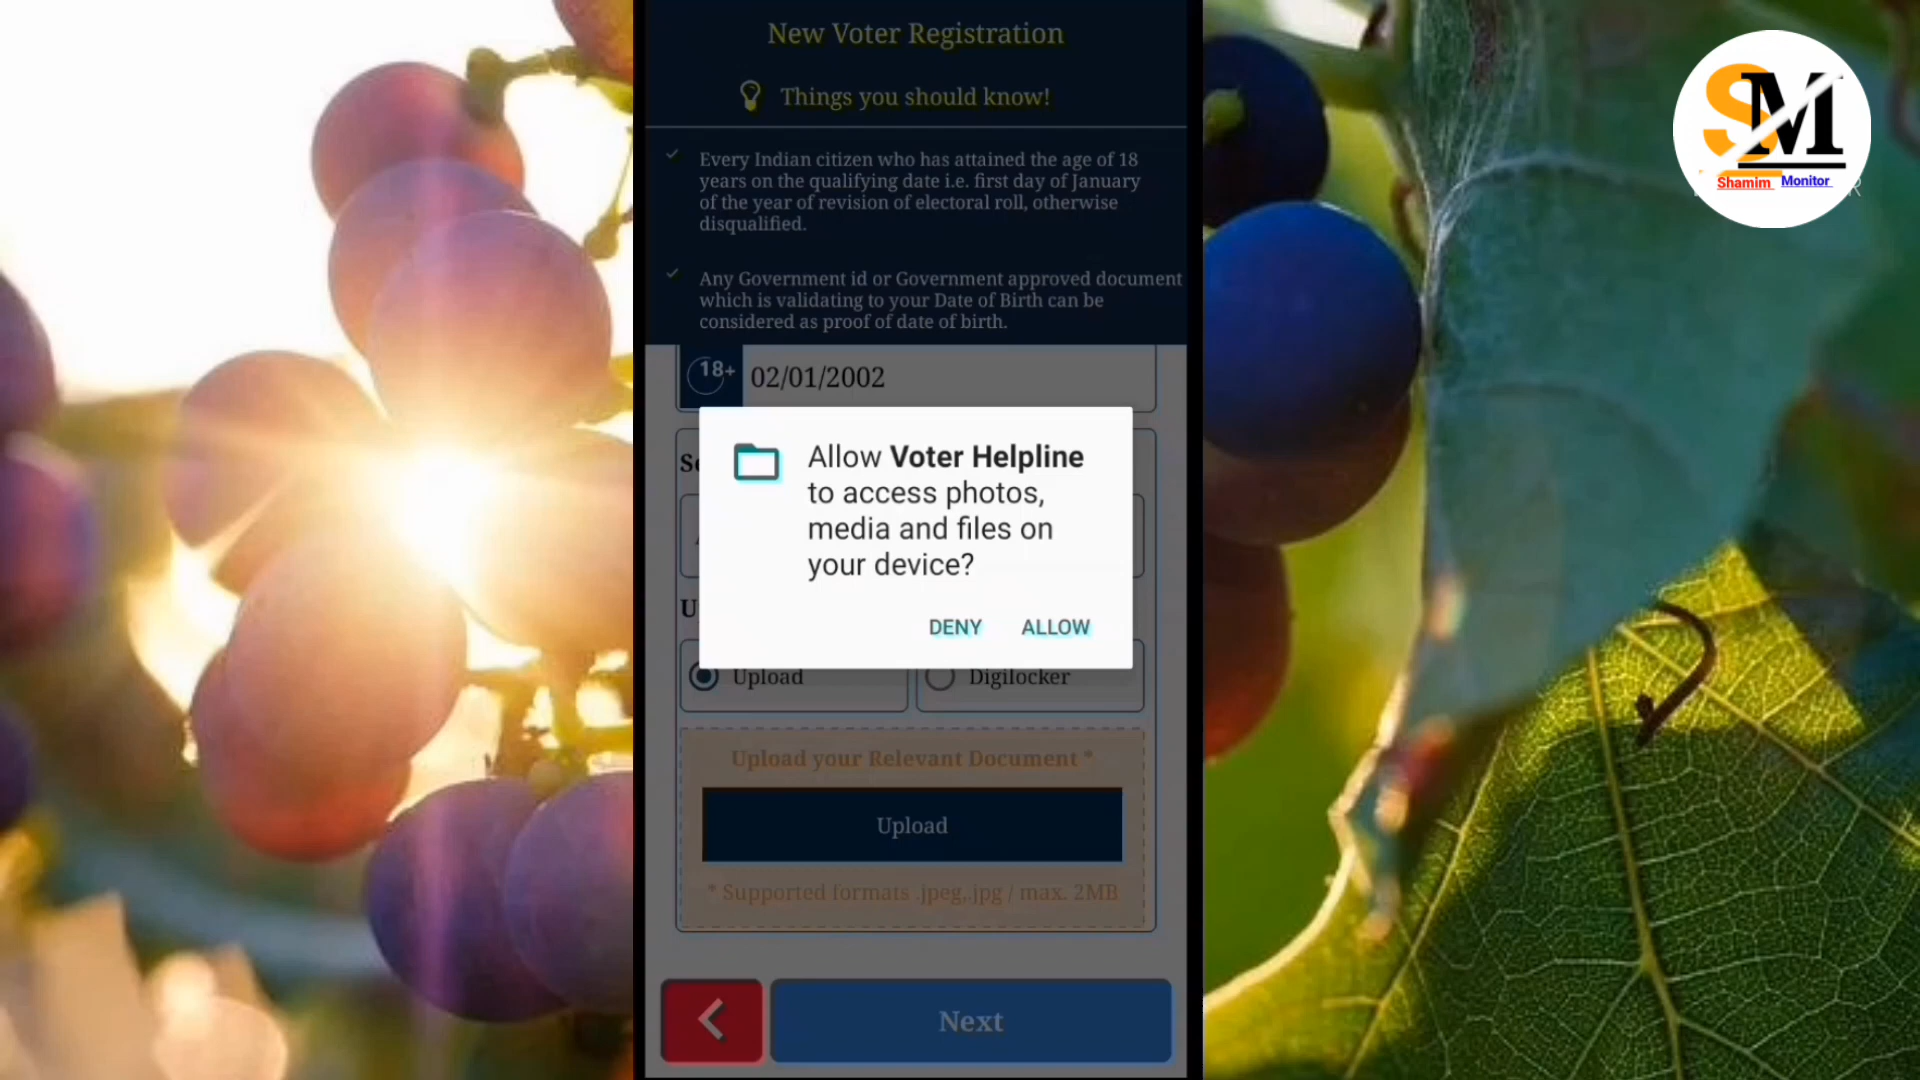 New Voter Registration
Things you should know!
Every Indian citizen who has attained the age of 18
years on the qualifying date i.e. first day of January
of the year of revision of electoral roll, otherwise
disqualified.
Any Government id or Government approved document
which is validating to your Date of Birth can be
considered as proof of date of birth.
18+ 02/01/2002
Allow Voter Helpline
to access photos,
media and files on
your device?
DENY ALLOW
Upload Digilocker
Upload your Relevant Document *
Upload
* Supported formats .jpeg,.jpg / max. 2MB
Next
SM
Shamim Monitor